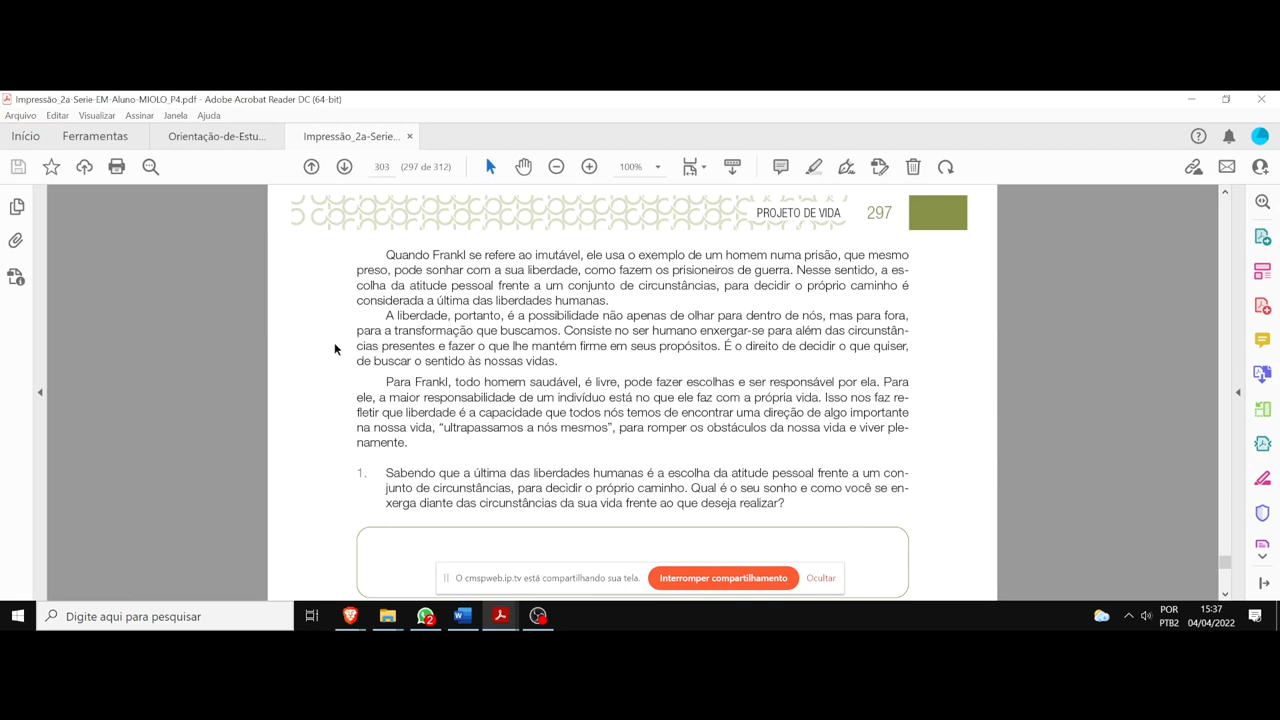 Impressão_2a-Serie-EM-Aluno-MIOLO_P4.pdf - Adobe Acrobat Reader DC (64-bit)
Arquivo Editar Visualizar Assinar Janela Ajuda
Início Ferramentas Orientação-de-Estu... Impressão_2a-Serie...
303 (297 de 312) 100%
PROJETO DE VIDA 297
Quando Frankl se refere ao imutável, ele usa o exemplo de um homem numa prisão, que mesmo
preso, pode sonhar com a sua liberdade, como fazem os prisioneiros de guerra. Nesse sentido, a es-
colha da atitude pessoal frente a um conjunto de circunstâncias, para decidir o próprio caminho é
considerada a última das liberdades humanas.
A liberdade, portanto, é a possibilidade não apenas de olhar para dentro de nós, mas para fora,
para a transformação que buscamos. Consiste no ser humano enxergar-se para além das circunstân-
cias presentes e fazer o que lhe mantém firme em seus propósitos. É o direito de decidir o que quiser,
de buscar o sentido às nossas vidas.
Para Frankl, todo homem saudável, é livre, pode fazer escolhas e ser responsável por ela. Para
ele, a maior responsabilidade de um indivíduo está no que ele faz com a própria vida. Isso nos faz re-
fletir que liberdade é a capacidade que todos nós temos de encontrar uma direção de algo importante
na nossa vida, “ultrapassamos a nós mesmos”, para romper os obstáculos da nossa vida e viver ple-
namente.
1. Sabendo que a última das liberdades humanas é a escolha da atitude pessoal frente a um con-
junto de circunstâncias, para decidir o próprio caminho. Qual é o seu sonho e como você se en-
xerga diante das circunstâncias da sua vida frente ao que deseja realizar?
O cmspweb.ip.tv está compartilhando sua tela. Interromper compartilhamento Ocultar
Digite aqui para pesquisar
2
POR 15:37
PTB2 04/04/2022